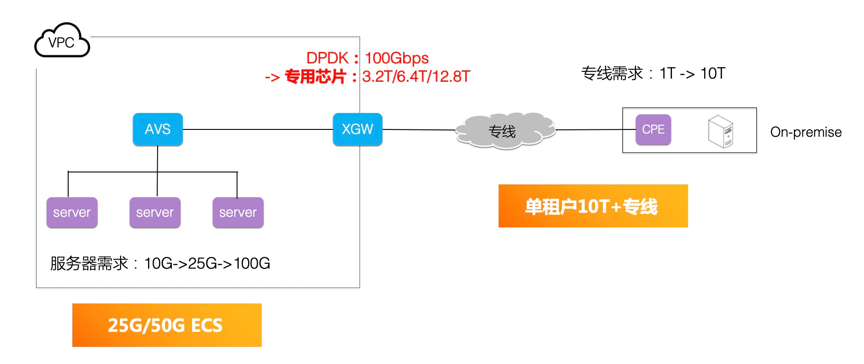 VPC
DPDK：100Gbps
-> 专用芯片：3.2T/6.4T/12.8T
专线需求：1T -> 10T
AVS
XGW
专线
CPE
On-premise
server
server
server
单租户10T+专线
服务器需求：10G->25G->100G
25G/50G ECS